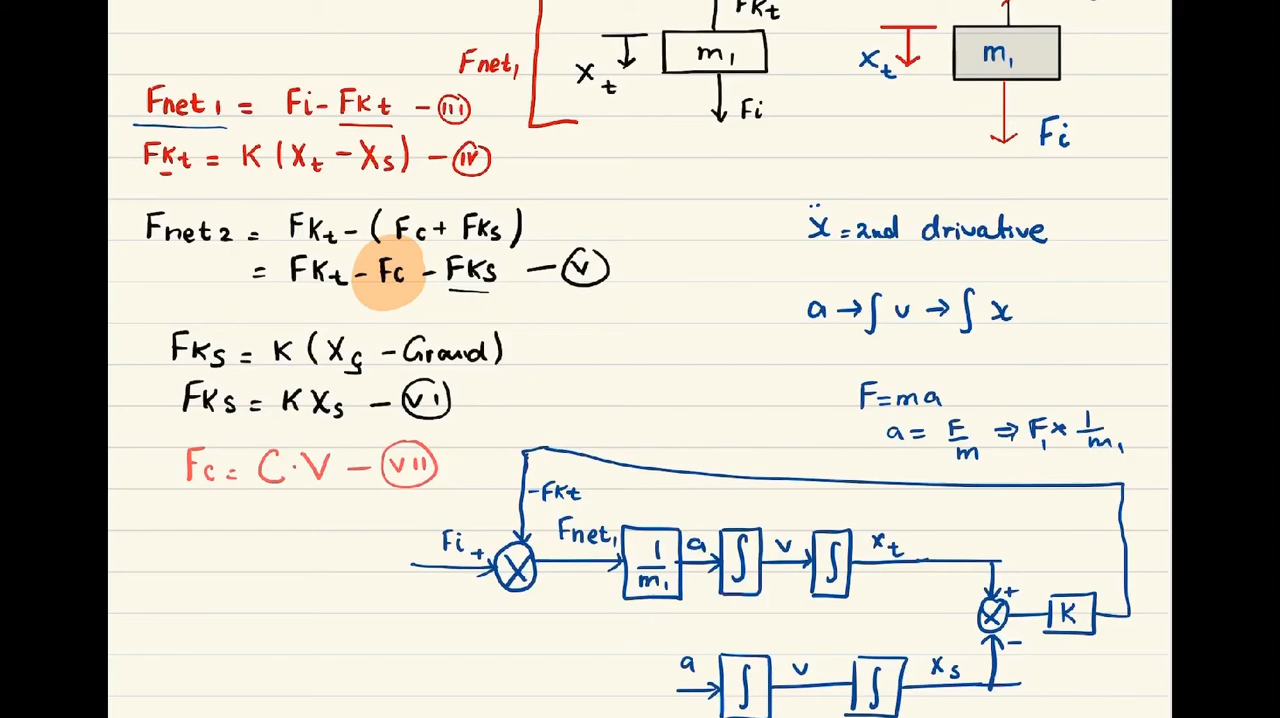 FKt
m1
Xt
Fi
Fnet1
m1
Xt
Fi
Fnet1 = Fi - FKt - III
FKt = K (Xt - Xs) - IV
Fnet2 = FKt - (Fc + FKs)
= FKt - Fc - FKs - V
FKs = K (Xs - Ground)
FKs = K Xs - VI
Fc = C.V - VII
ẍ = 2nd drivative
a → ∫ v → ∫ x
F = ma
a = F/m ⇒ F1 * 1/m1
-FKt
Fi + X Fnet1 1/m1 a ∫ v ∫ xt
+ X - K
a ∫ v ∫ xs